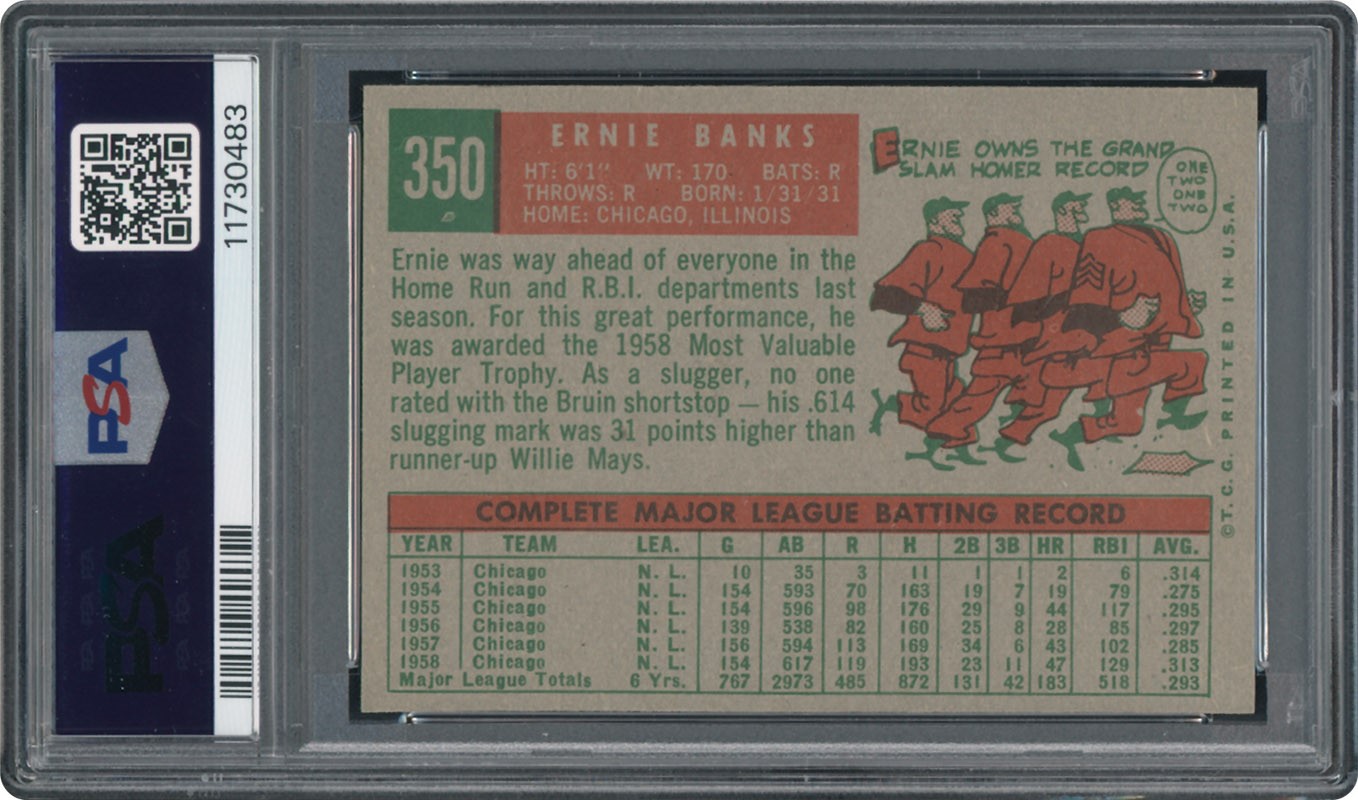 11730483
PSA
PSA
350
ERNIE BANKS
HT: 6'1" WT: 170 BATS: R
THROWS: R BORN: 1/31/31
HOME: CHICAGO, ILLINOIS
Ernie was way ahead of everyone in the
Home Run and R.B.I. departments last
season. For this great performance, he
was awarded the 1958 Most Valuable
Player Trophy. As a slugger, no one
rated with the Bruin shortstop — his .614
slugging mark was 31 points higher than
runner-up Willie Mays.
ERNIE OWNS THE GRAND
SLAM HOMER RECORD
ONE
TWO
ONE
TWO
©T.C.G. PRINTED IN U.S.A.
COMPLETE MAJOR LEAGUE BATTING RECORD
YEAR TEAM LEA. G AB R H 2B 3B HR RBI AVG.
1953 Chicago N. L. 10 35 3 11 1 1 2 6 .314
1954 Chicago N. L. 154 593 70 163 19 7 19 79 .275
1955 Chicago N. L. 154 596 98 176 29 9 44 117 .295
1956 Chicago N. L. 139 538 82 160 25 8 28 85 .297
1957 Chicago N. L. 156 594 113 169 34 6 43 102 .285
1958 Chicago N. L. 154 617 119 193 23 11 47 129 .313
Major League Totals 6 Yrs. 767 2973 485 872 131 42 183 518 .293